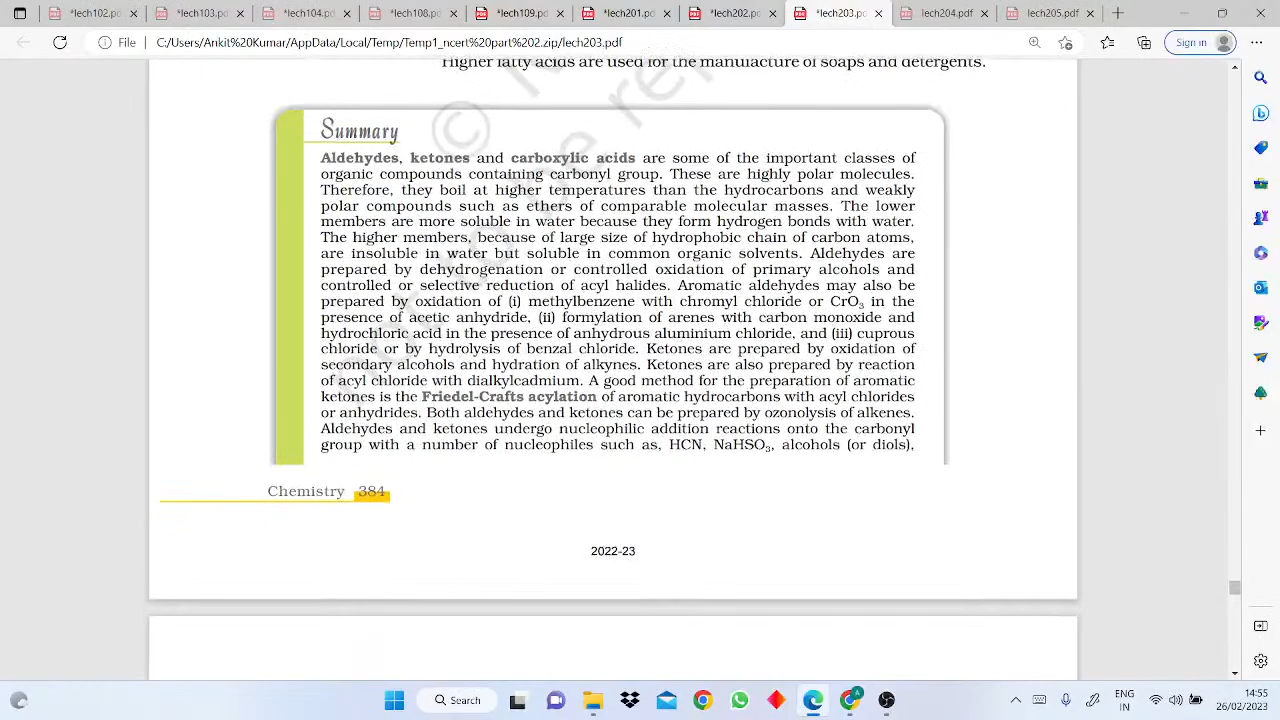 *lech102.pdf
*lech103.pdf
*lech104.pdf
*lech108.pdf
*lech109.pdf
*lech201.pdf
*lech202.pdf
*lech203.pdf
lech204.pdf
lech205.pdf
File C:/Users/Ankit%20Kumar/AppData/Local/Temp/Temp1_ncert%20part%202.zip/lech203.pdf
Sign in
Higher fatty acids are used for the manufacture of soaps and detergents.
Summary
Aldehydes, ketones and carboxylic acids are some of the important classes of
organic compounds containing carbonyl group. These are highly polar molecules.
Therefore, they boil at higher temperatures than the hydrocarbons and weakly
polar compounds such as ethers of comparable molecular masses. The lower
members are more soluble in water because they form hydrogen bonds with water.
The higher members, because of large size of hydrophobic chain of carbon atoms,
are insoluble in water but soluble in common organic solvents. Aldehydes are
prepared by dehydrogenation or controlled oxidation of primary alcohols and
controlled or selective reduction of acyl halides. Aromatic aldehydes may also be
prepared by oxidation of (i) methylbenzene with chromyl chloride or CrO₃ in the
presence of acetic anhydride, (ii) formylation of arenes with carbon monoxide and
hydrochloric acid in the presence of anhydrous aluminium chloride, and (iii) cuprous
chloride or by hydrolysis of benzal chloride. Ketones are prepared by oxidation of
secondary alcohols and hydration of alkynes. Ketones are also prepared by reaction
of acyl chloride with dialkylcadmium. A good method for the preparation of aromatic
ketones is the Friedel-Crafts acylation of aromatic hydrocarbons with acyl chlorides
or anhydrides. Both aldehydes and ketones can be prepared by ozonolysis of alkenes.
Aldehydes and ketones undergo nucleophilic addition reactions onto the carbonyl
group with a number of nucleophiles such as, HCN, NaHSO₃, alcohols (or diols),
Chemistry 384
2022-23
Search
ENG
IN
14:55
26/02/2023